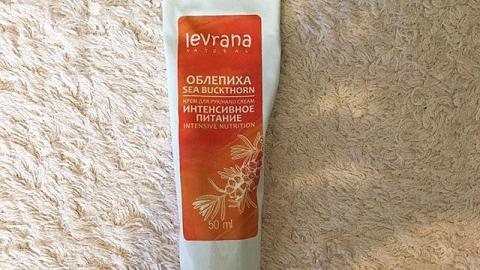 levrana
NATURAL
ОБЛЕПИХА
SEA BUCKTHORN
КРЕМ ДЛЯ РУК/HAND CREAM
ИНТЕНСИВНОЕ
ПИТАНИЕ
INTENSIVE NUTRITION
50 ml